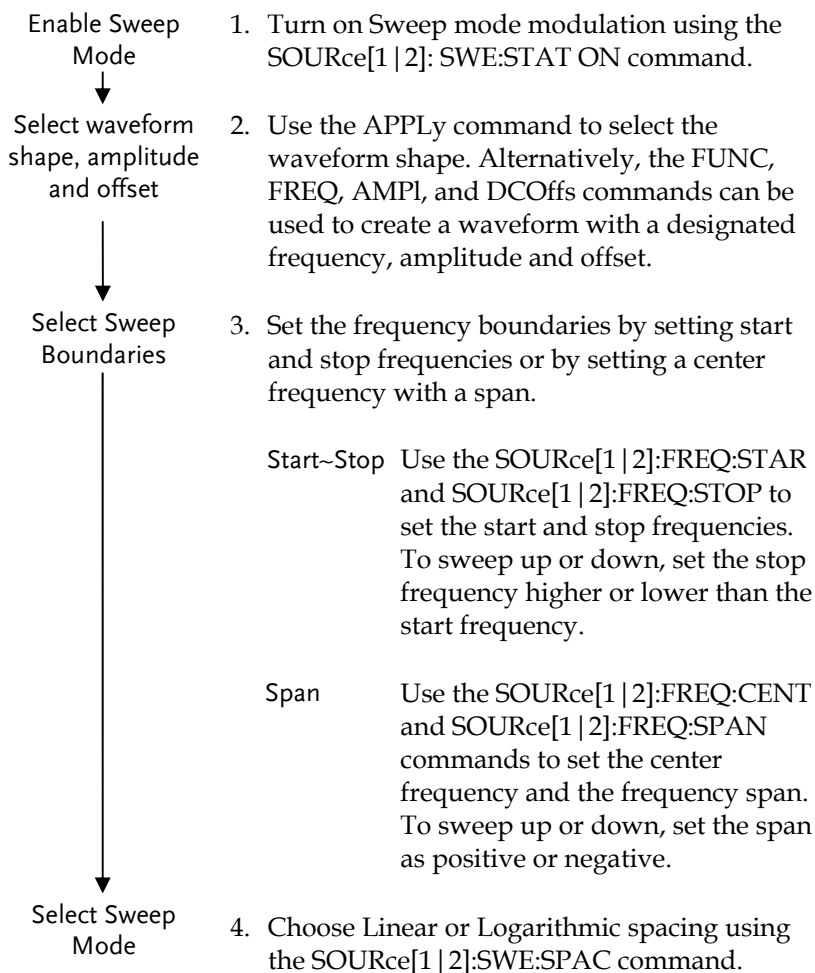 Enable Sweep
Mode
1. Turn on Sweep mode modulation using the
SOURce[1|2]: SWE:STAT ON command.
Select waveform
shape, amplitude
and offset
2. Use the APPLy command to select the
waveform shape. Alternatively, the FUNC,
FREQ, AMPl, and DCOffs commands can be
used to create a waveform with a designated
frequency, amplitude and offset.
Select Sweep
Boundaries
3. Set the frequency boundaries by setting start
and stop frequencies or by setting a center
frequency with a span.
Start~Stop Use the SOURce[1|2]:FREQ:STAR
and SOURce[1|2]:FREQ:STOP to
set the start and stop frequencies.
To sweep up or down, set the stop
frequency higher or lower than the
start frequency.
Span Use the SOURce[1|2]:FREQ:CENT
and SOURce[1|2]:FREQ:SPAN
commands to set the center
frequency and the frequency span.
To sweep up or down, set the span
as positive or negative.
Select Sweep
Mode
4. Choose Linear or Logarithmic spacing using
the SOURce[1|2]:SWE:SPAC command.